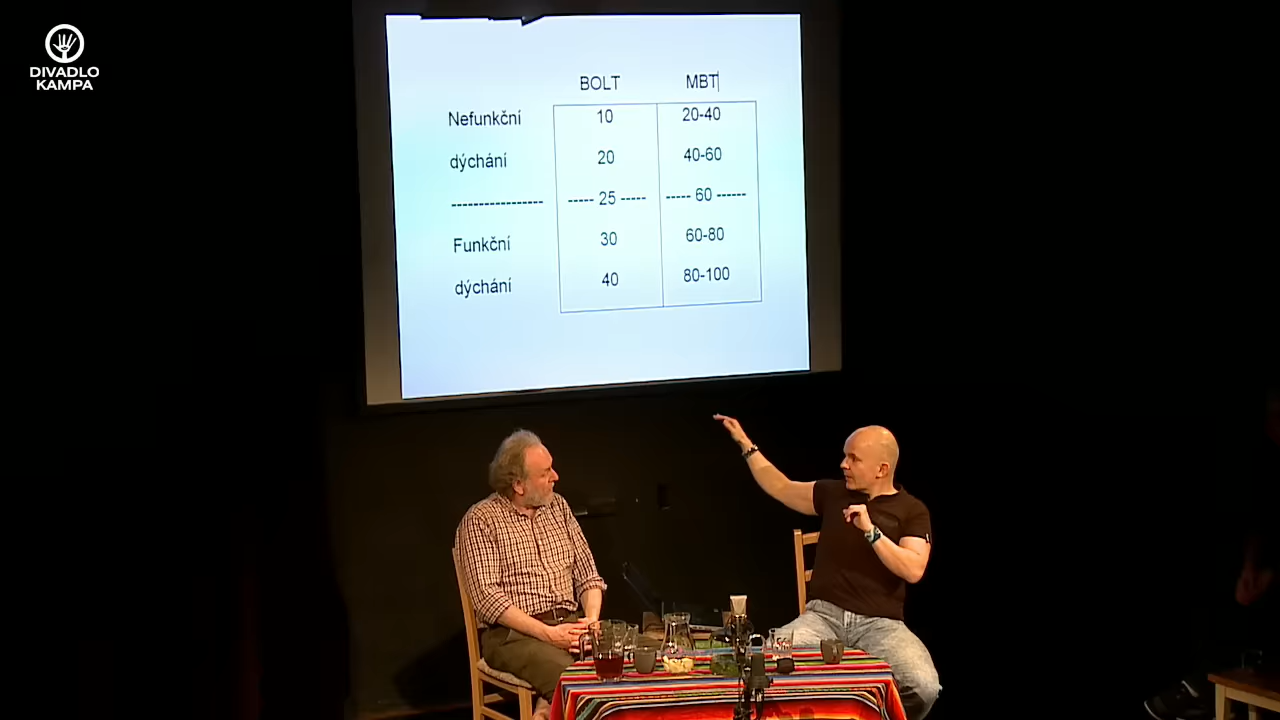 DIVADLO
KAMPA
BOLT MBT
Nefunkční 10 20-40
dýchání 20 40-60
----------------- ----- 25 ----- ----- 60 ------
Funkční 30 60-80
dýchání 40 80-100